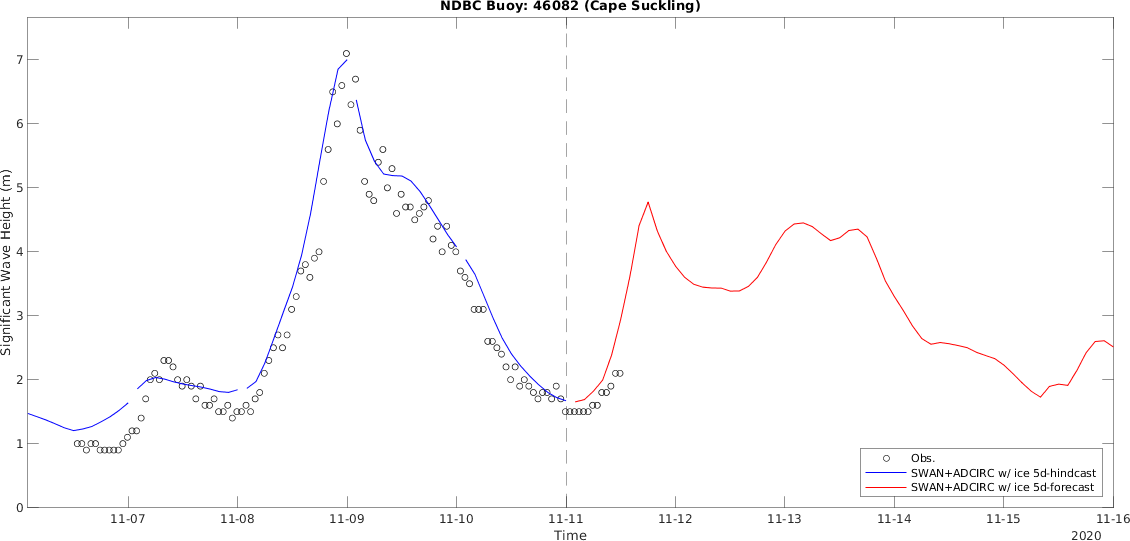 NDBC Buoy: 46082 (Cape Suckling)
Significant Wave Height (m)
7
6
5
4
3
2
1
0
Obs.
SWAN+ADCIRC w/ ice 5d-hindcast
SWAN+ADCIRC w/ ice 5d-forecast
11-07 11-08 11-09 11-10 11-11 11-12 11-13 11-14 11-15 11-16
Time
2020